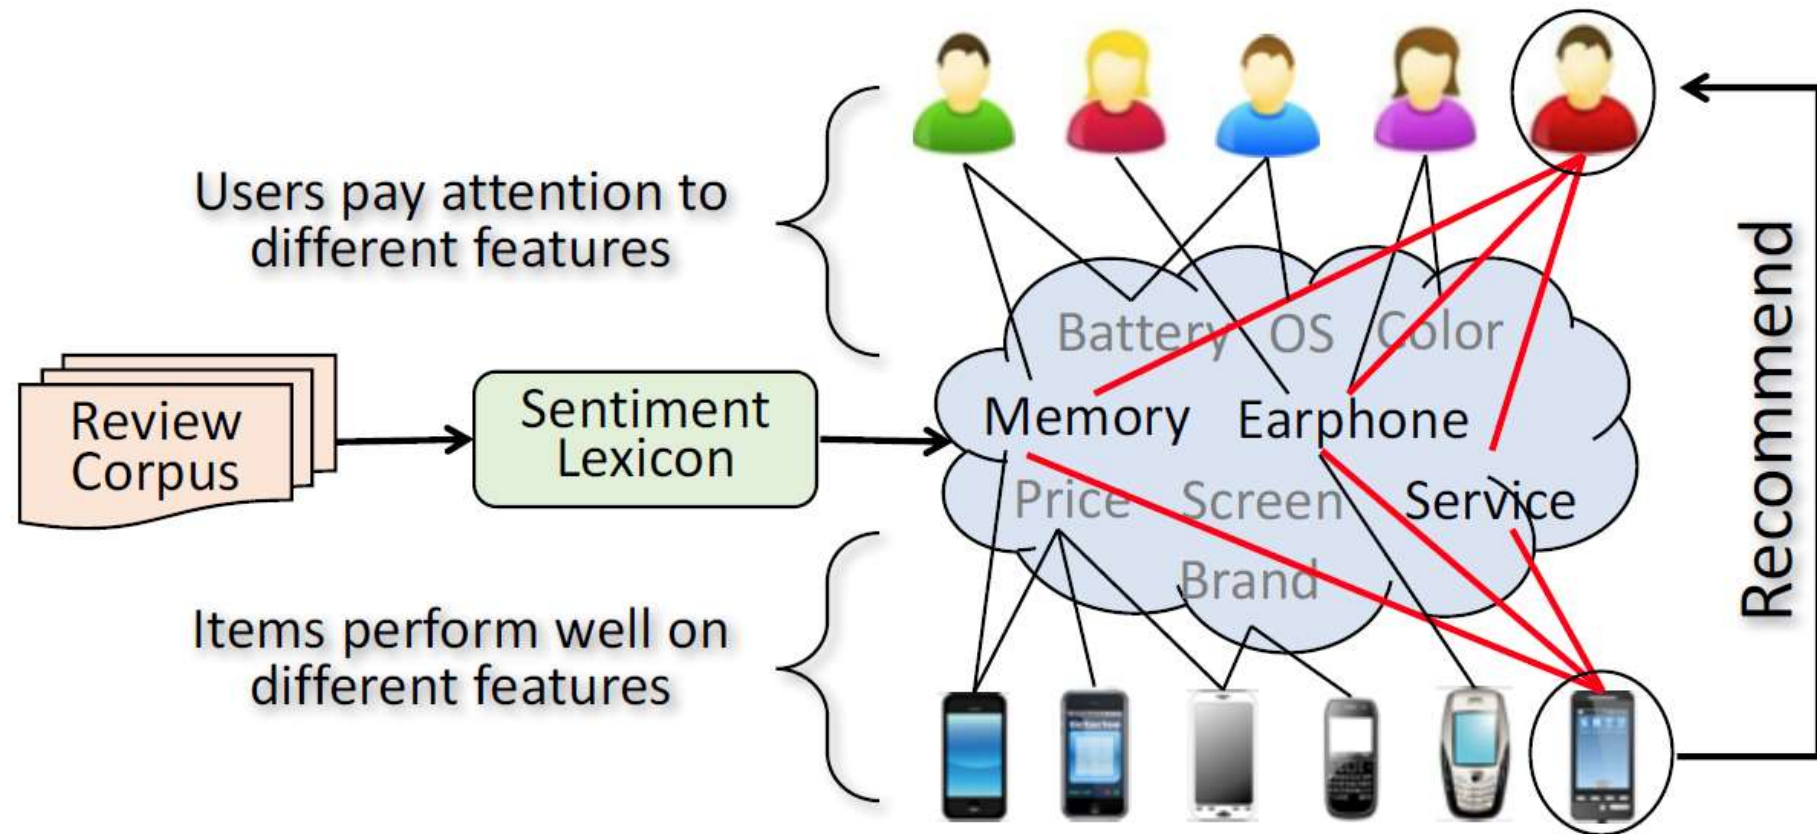 Users pay attention to
different features
Battery OS Color
Review
Corpus
Sentiment
Lexicon
Memory Earphone
Price Screen Service
Brand
Items perform well on
different features
Recommend